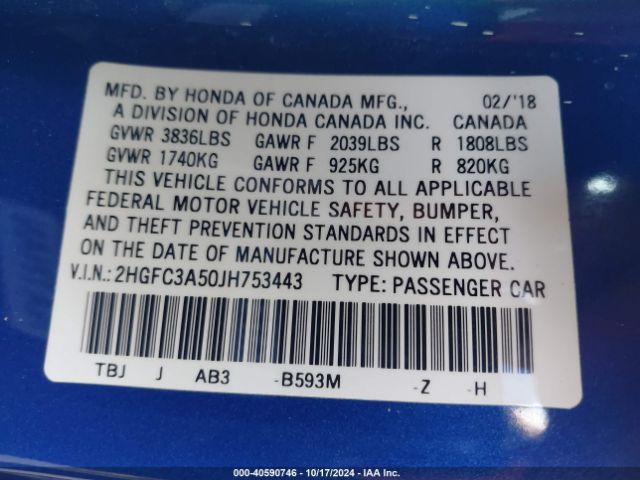 MFD. BY HONDA OF CANADA MFG., 02/'18
A DIVISION OF HONDA CANADA INC. CANADA
GVWR 3836LBS GAWR F 2039LBS R 1808LBS
GVWR 1740KG GAWR F 925KG R 820KG
THIS VEHICLE CONFORMS TO ALL APPLICABLE
FEDERAL MOTOR VEHICLE SAFETY, BUMPER,
AND THEFT PREVENTION STANDARDS IN EFFECT
ON THE DATE OF MANUFACTURE SHOWN ABOVE.
V.I.N.: 2HGFC3A50JH753443 TYPE: PASSENGER CAR
TBJ J AB3 -B593M -Z -H
000-40590746 - 10/17/2024 - IAA Inc.